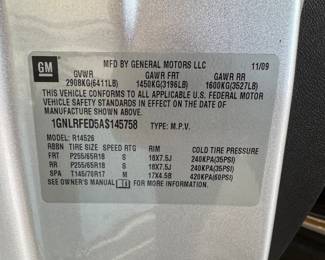 GM
MFD BY GENERAL MOTORS LLC 11/09
GVWR GAWR FRT GAWR RR
2908KG(6411LB) 1450KG(3196LB) 1600KG(3527LB)
THIS VEHICLE CONFORMS TO ALL APPLICABLE U.S. FEDERAL MOTOR
VEHICLE SAFETY STANDARDS IN EFFECT ON THE DATE OF
MANUFACTURE SHOWN ABOVE.
1GNLRFED5AS145758 TYPE: M.P.V.
MODEL: R14526
RBBN TIRE SIZE SPEED RTG RIM COLD TIRE PRESSURE
FRT P255/65R18 S 18X7.5J 240KPA(35PSI)
RR P255/65R18 S 18X7.5J 240KPA(35PSI)
SPA T145/70R17 M 17X4.5B 420KPA(60PSI)
SEE OWNER'S MANUAL FOR MORE INFORMATION.